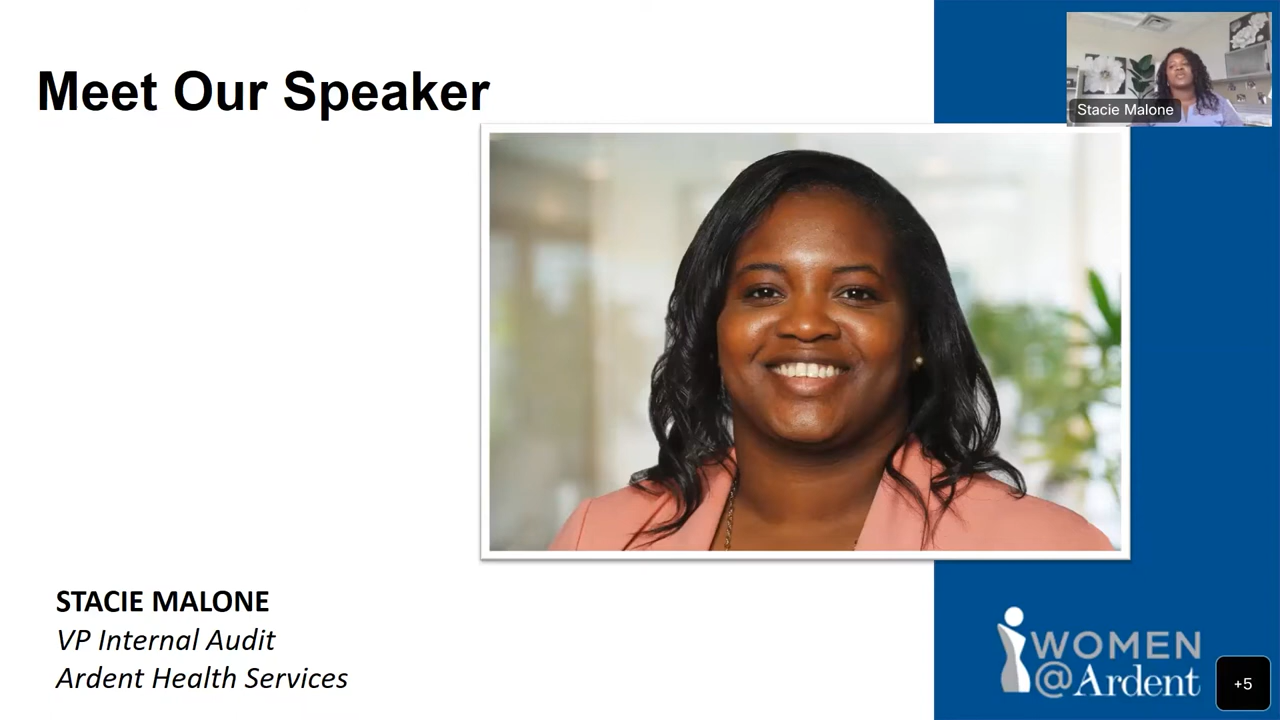 Meet Our Speaker
Stacie Malone
STACIE MALONE
VP Internal Audit
Ardent Health Services
WOMEN
@Ardent
+5